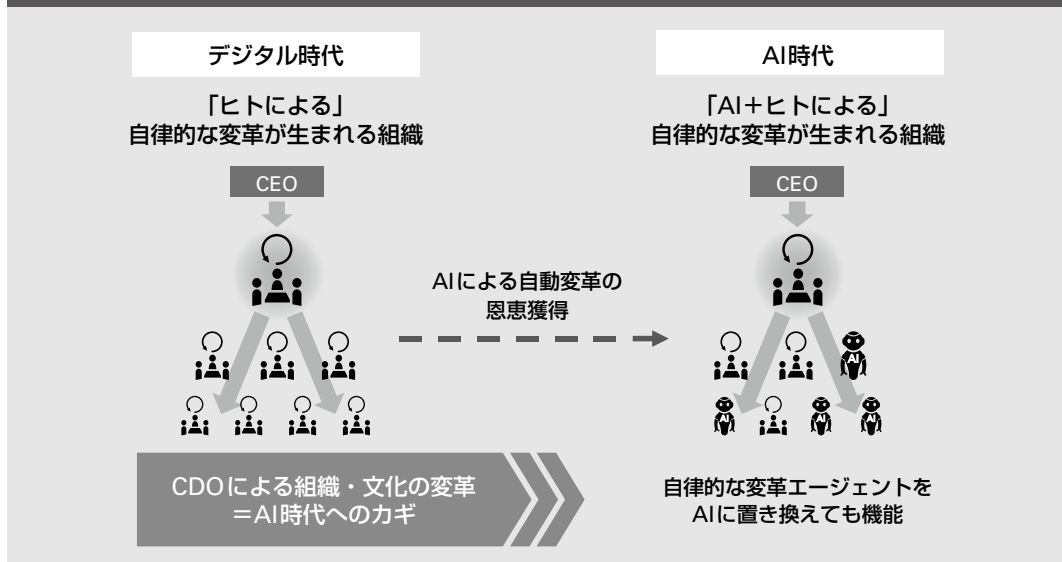 デジタル時代
「ヒトによる」
自律的な変革が生まれる組織
CEO
AIによる自動変革の
恩恵獲得
AI時代
「AI+ヒトによる」
自律的な変革が生まれる組織
CEO
AI
AI
AI
AI
CDOによる組織・文化の変革
=AI時代へのカギ
自律的な変革エージェントを
AIに置き換えても機能